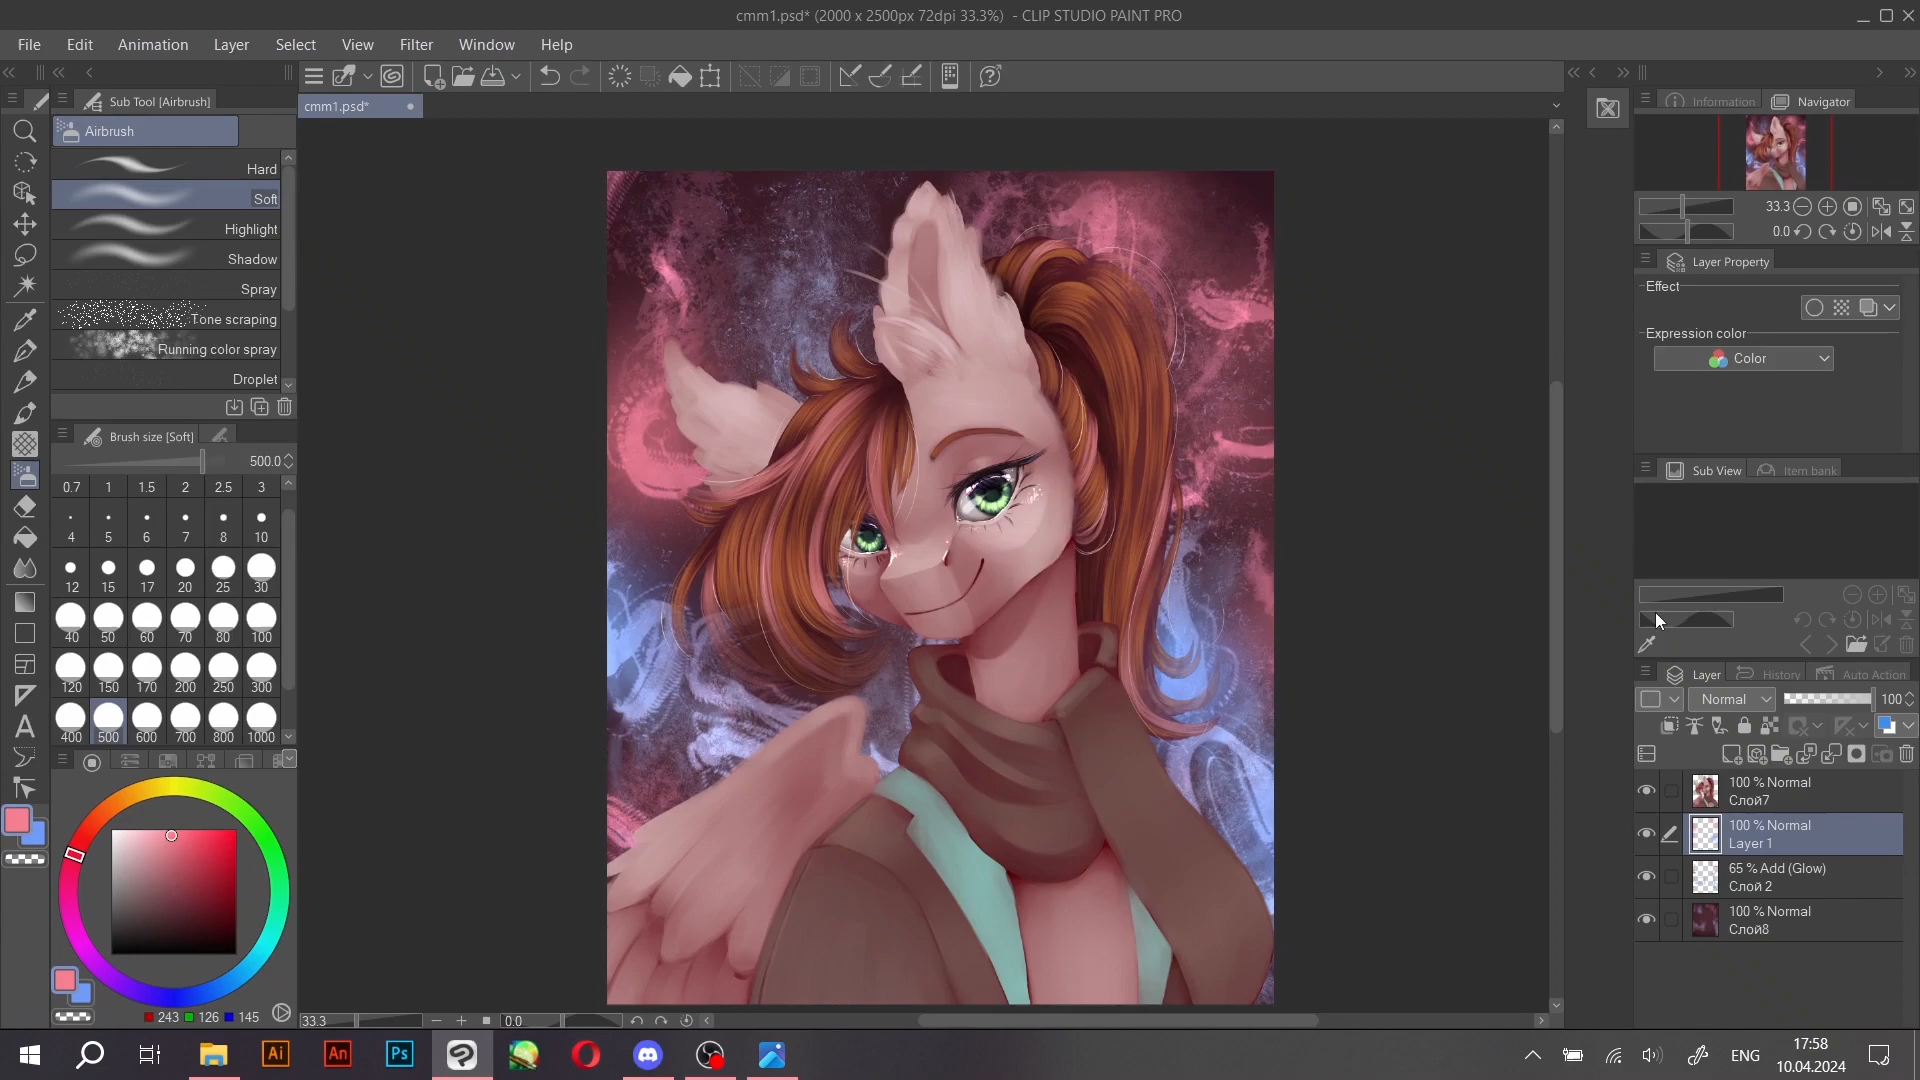 cmm1.psd* (2000 x 2500px 72dpi 33.3%) - CLIP STUDIO PAINT PRO
File Edit Animation Layer Select View Filter Window Help
Sub Tool [Airbrush]
cmm1.psd*
Information Navigator
Airbrush
Hard
Soft
Highlight
Shadow
Spray
Tone scraping
Running color spray
Droplet
33.3
0.0
Layer Property
Effect
Expression color
Color
Brush size [Soft]
500.0
0.7 1 1.5 2 2.5 3
4 5 6 7 8 10
12 15 17 20 25 30
40 50 60 70 80 100
120 150 170 200 250 300
400 500 600 700 800 1000
Sub View Item bank
Layer History Auto Action
Normal 100
100 % Normal
Слой7
100 % Normal
Layer 1
65 % Add (Glow)
Слой 2
100 % Normal
Слой8
243 126 145
33.3 0.0
Ai An Ps
ENG
17:58
10.04.2024